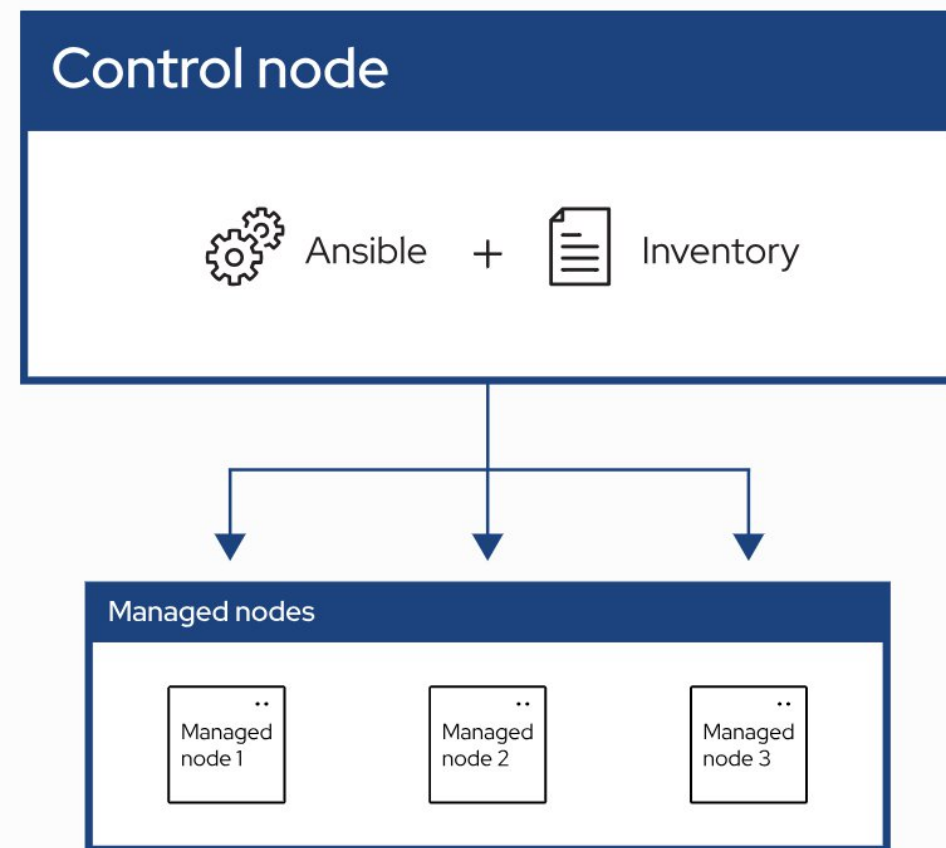 Control node
Ansible + Inventory
Managed nodes
Managed
node 1
Managed
node 2
Managed
node 3